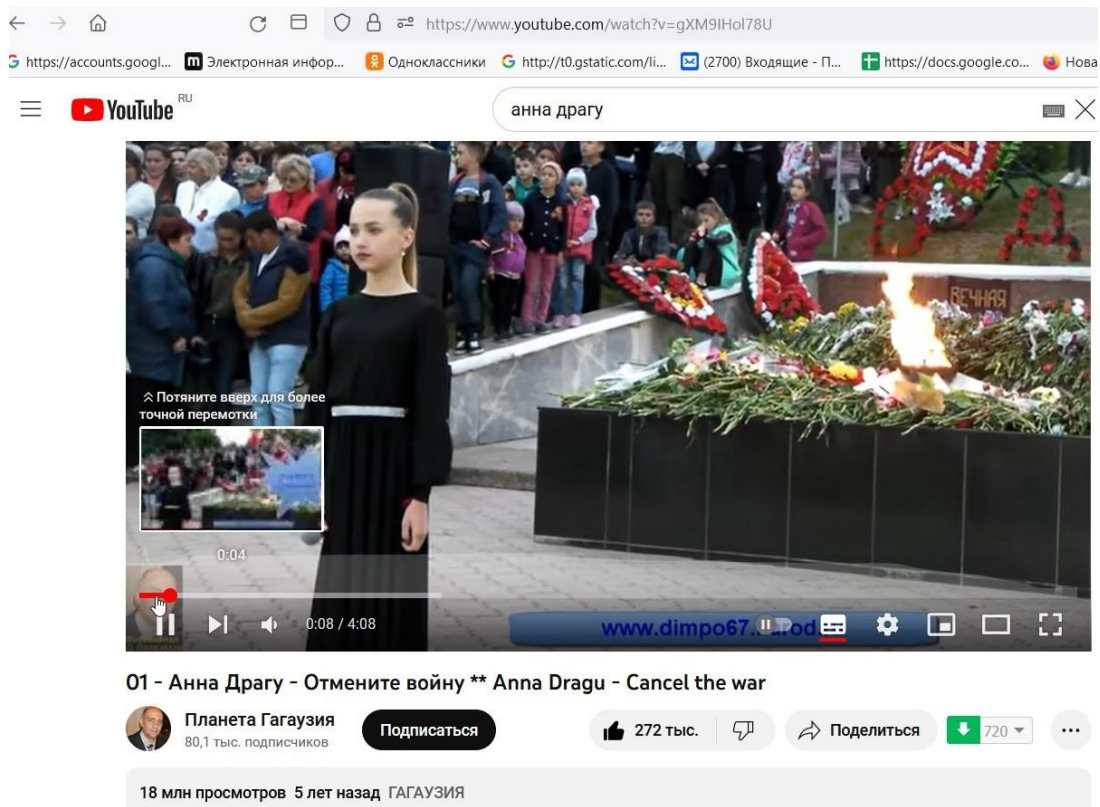 https://www.youtube.com/watch?v=gXM9IHol78U
https://accounts.googl... Электронная инфор... Одноклассники http://t0.gstatic.com/li... (2700) Входящие - П... https://docs.google.co... Нова
YouTube RU
анна драгу
ВЕЧНАЯ
Потяните вверх для более
точной перемотки
0:04
0:08 / 4:08
www.dimpo67.
01 - Анна Драгу - Отмените войну ** Anna Dragu - Cancel the war
Планета Гагаузия
80,1 тыс. подписчиков
Подписаться
272 тыс.
Поделиться
720
18 млн просмотров 5 лет назад ГАГАУЗИЯ